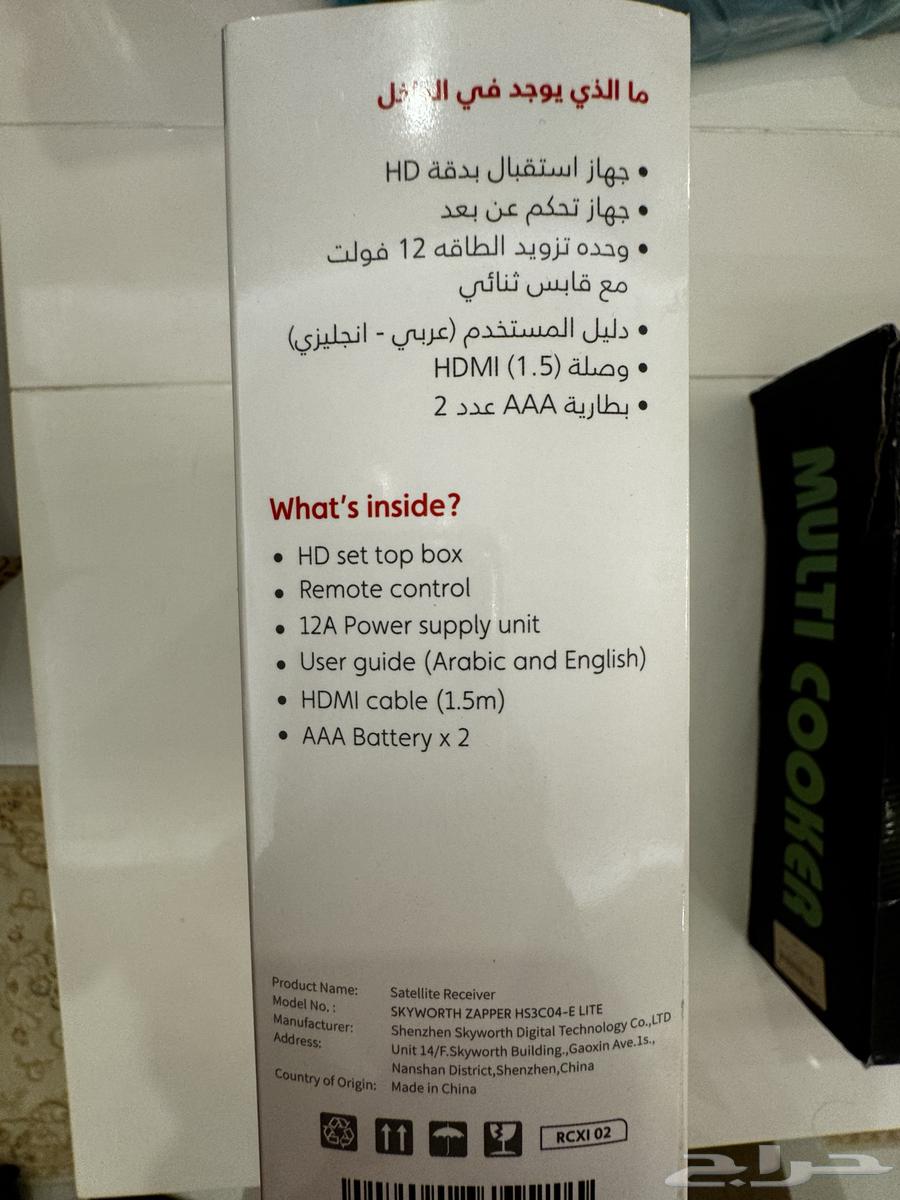 ما الذي يوجد في
• جهاز استقبال بدقة HD
• جهاز تحكم عن بعد
• وحده تزويد الطاقه 12 فولت
مع قابس ثنائي
• دليل المستخدم (عربي - انجليزي)
• وصلة HDMI (1.5)
• بطارية AAA عدد 2
What's inside?
• HD set top box
• Remote control
• 12A Power supply unit
• User guide (Arabic and English)
• HDMI cable (1.5m)
• AAA Battery x 2
Product Name: Satellite Receiver
Model No. : SKYWORTH ZAPPER HS3C04-E LITE
Manufacturer: Shenzhen Skyworth Digital Technology Co.,LTD
Address: Unit 14/F.Skyworth Building.,Gaoxin Ave.1s.,
Nanshan District,Shenzhen,China
Country of Origin: Made in China
RCXI 02
MULTI COOKER
حراج